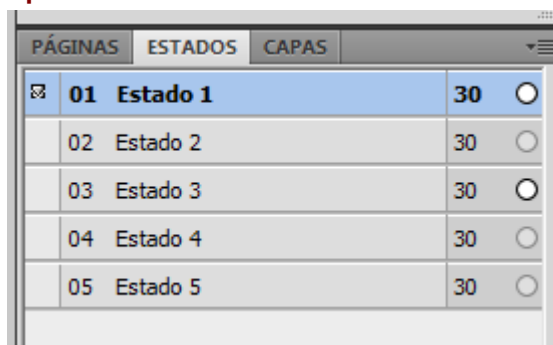 PÁGINAS ESTADOS CAPAS
01 Estado 1 30
02 Estado 2 30
03 Estado 3 30
04 Estado 4 30
05 Estado 5 30